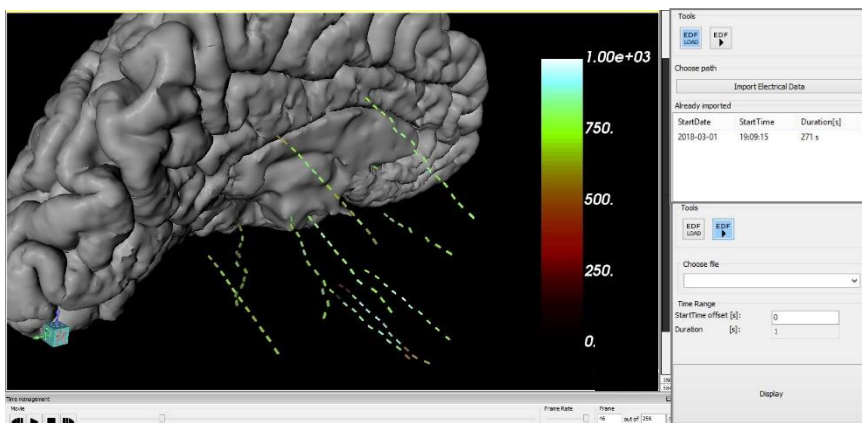 1.00e+03
750.
500.
250.
0.
Tools
EDF
LOAD
EDF
Choose path
Import Electrical Data
Already imported
StartDate StartTime Duration[s]
2018-03-01 19:09:15 271 s
Tools
EDF
LOAD
EDF
Choose file
Time Range
StartTime offset [s]: 0
Duration [s]: 1
Display
Time management
Movie
Frame Rate
Frame
46 out of 256